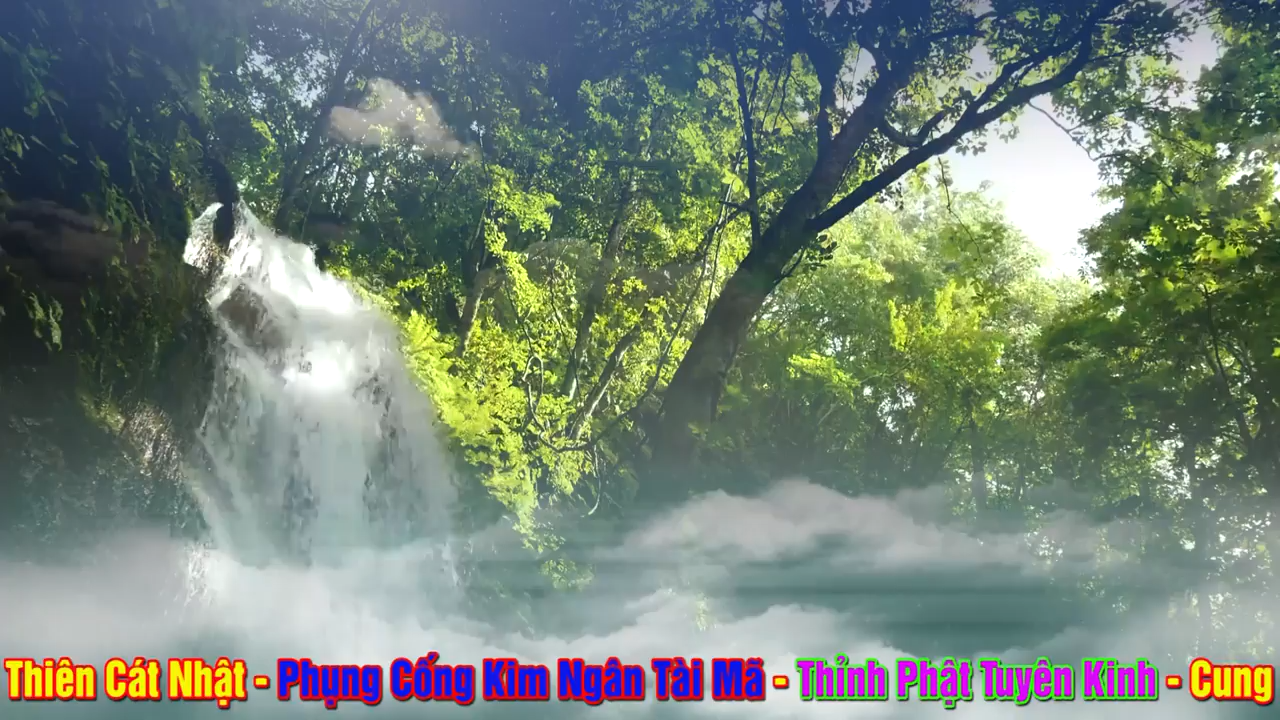 Thiên Cát Nhật - Phụng Cống Kim Ngân Tài Mã - Thỉnh Phật Tuyên Kinh - Cung